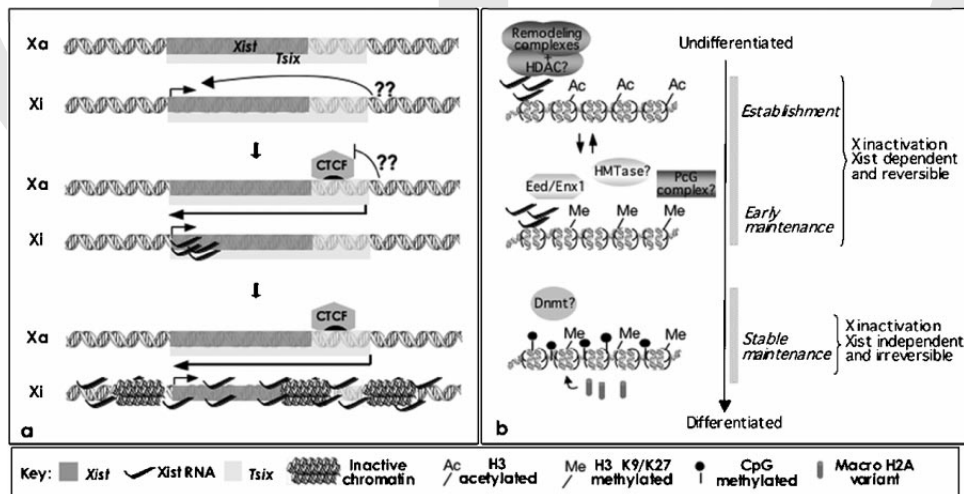 Xa
Xist
Tsix
Xi
??
CTCF
??
Xa
Xi
CTCF
Xa
Xi
a
Remodeling
complexes
+
HDAC?
Ac Ac Ac
Undifferentiated
Establishment
X inactivation
Xist dependent
and reversible
HMTase?
Eed/Enx1
PcG
complex?
Me Me Me
Early
maintenance
Dnmt?
Me Me Me
Stable
maintenance
X inactivation
Xist independent
and irreversible
Differentiated
b
Key: Xist Xist RNA Tsix Inactive
chromatin
Ac H3
acetylated
Me H3 K9/K27
methylated
CpG
methylated
Macro H2A
variant